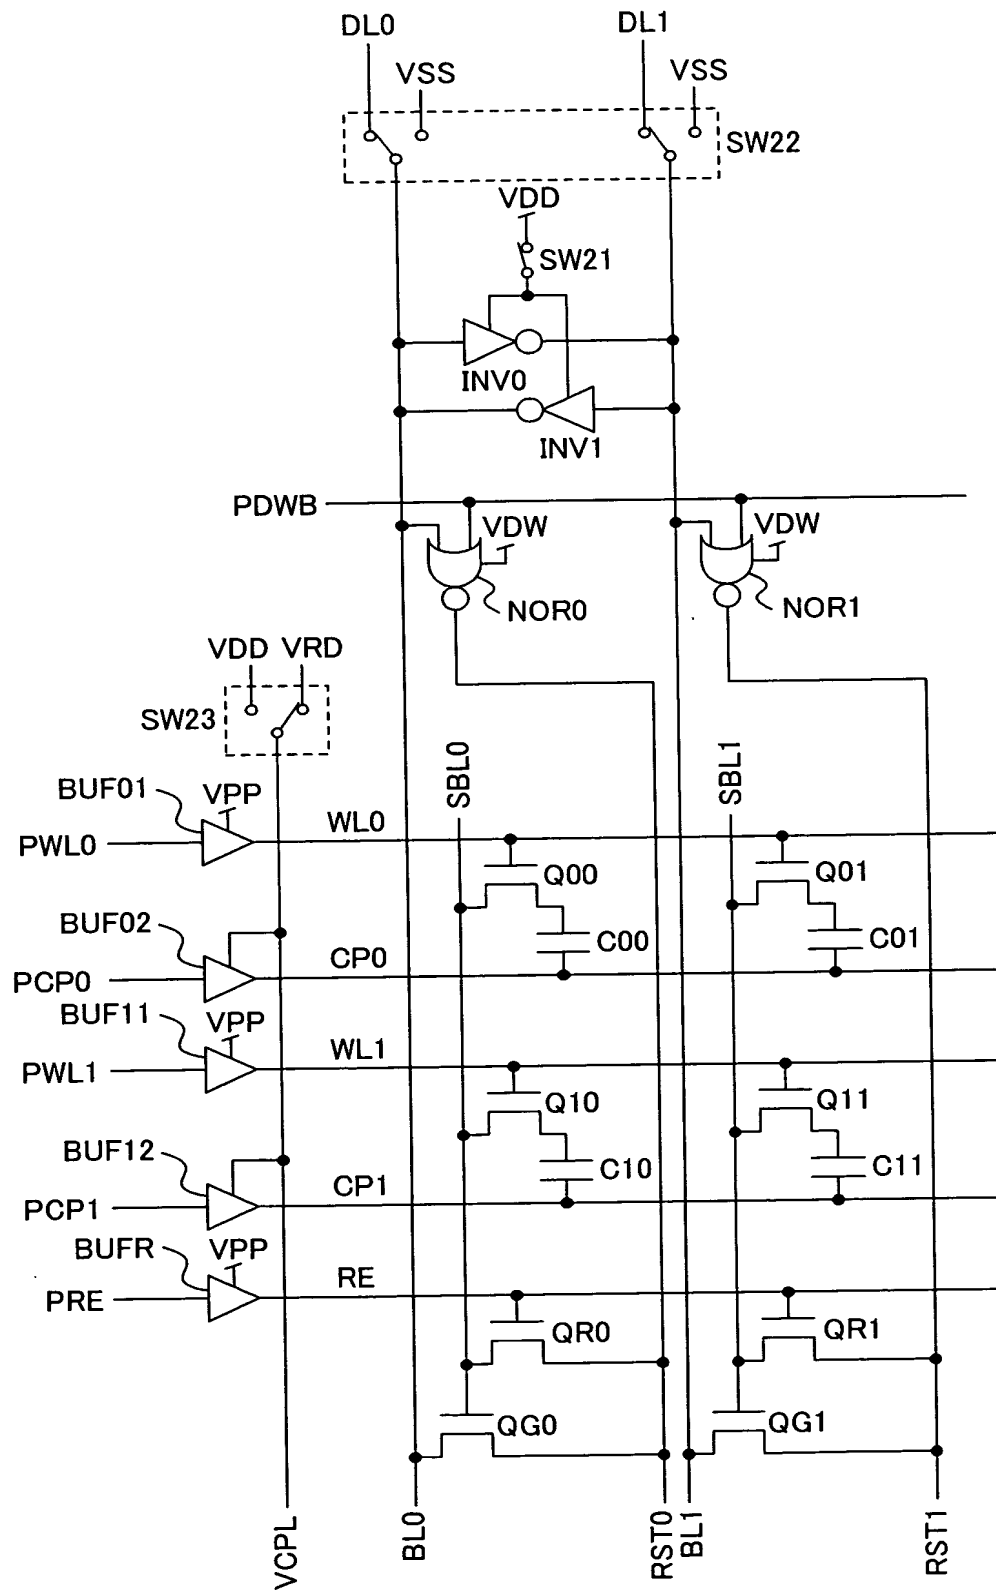 DL0
DL1
VSS
VSS
SW22
VDD
SW21
INV0
INV1
PDWB
VDW
VDW
NOR0
NOR1
VDD
VRD
SW23
SBL0
SBL1
BUF01
VPP
WL0
PWL0
Q00
Q01
BUF02
C00
C01
CP0
PCP0
BUF11
VPP
WL1
PWL1
Q10
Q11
BUF12
C10
C11
CP1
PCP1
BUFR
VPP
RE
PRE
QR0
QR1
QG0
QG1
VCPL
BL0
RST0
BL1
RST1